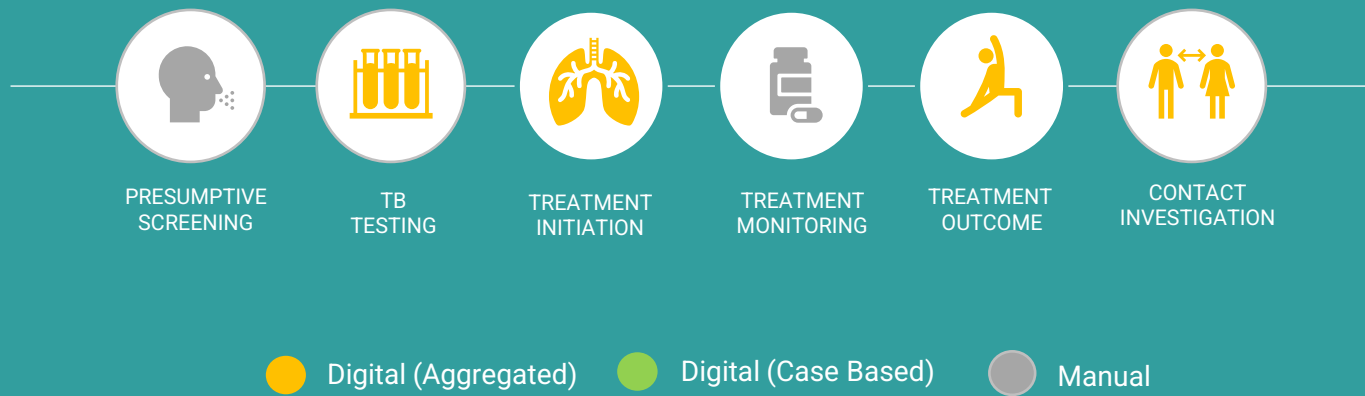 PRESUMPTIVE
SCREENING
TB
TESTING
TREATMENT
INITIATION
TREATMENT
MONITORING
TREATMENT
OUTCOME
CONTACT
INVESTIGATION
Digital (Aggregated)
Digital (Case Based)
Manual